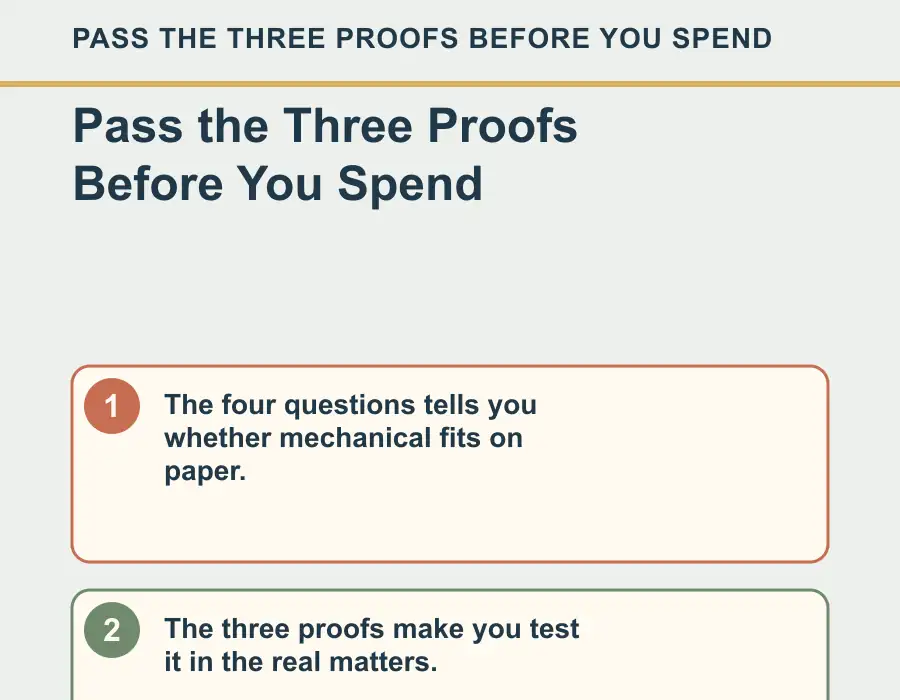 PASS THE THREE PROOFS BEFORE YOU SPEND
Pass the Three Proofs
Before You Spend
1
The four questions tells you
whether mechanical fits on
paper.
2
The three proofs make you test
it in the real matters.